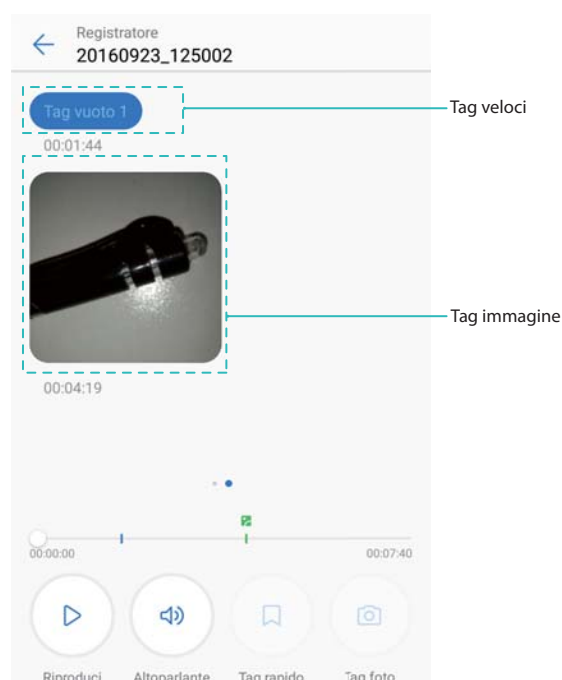 Registratore
20160923_125002
Tag vuoto 1
Tag veloci
00:01:44
Tag immagine
00:04:19
00:00:00
00:07:40
Riproduci
Altoparlante
Tag rapido
Tag foto